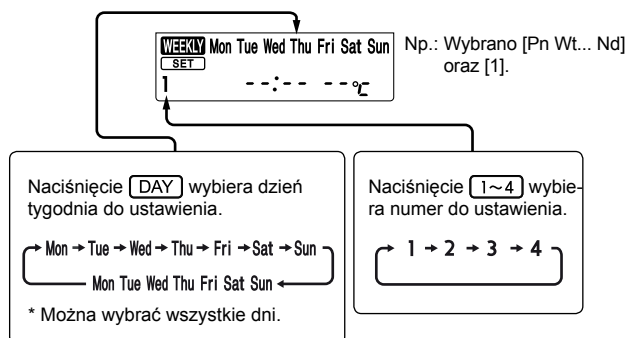 WEEKLY Mon Tue Wed Thu Fri Sat Sun
SET
1 --:-- --°C
Np.: Wybrano [Pn Wt... Nd]
oraz [1].
Naciśnięcie DAY wybiera dzień
tygodnia do ustawienia.
Mon → Tue → Wed → Thu → Fri → Sat → Sun
Mon Tue Wed Thu Fri Sat Sun
* Można wybrać wszystkie dni.
Naciśnięcie 1~4 wybie-
ra numer do ustawienia.
1 → 2 → 3 → 4